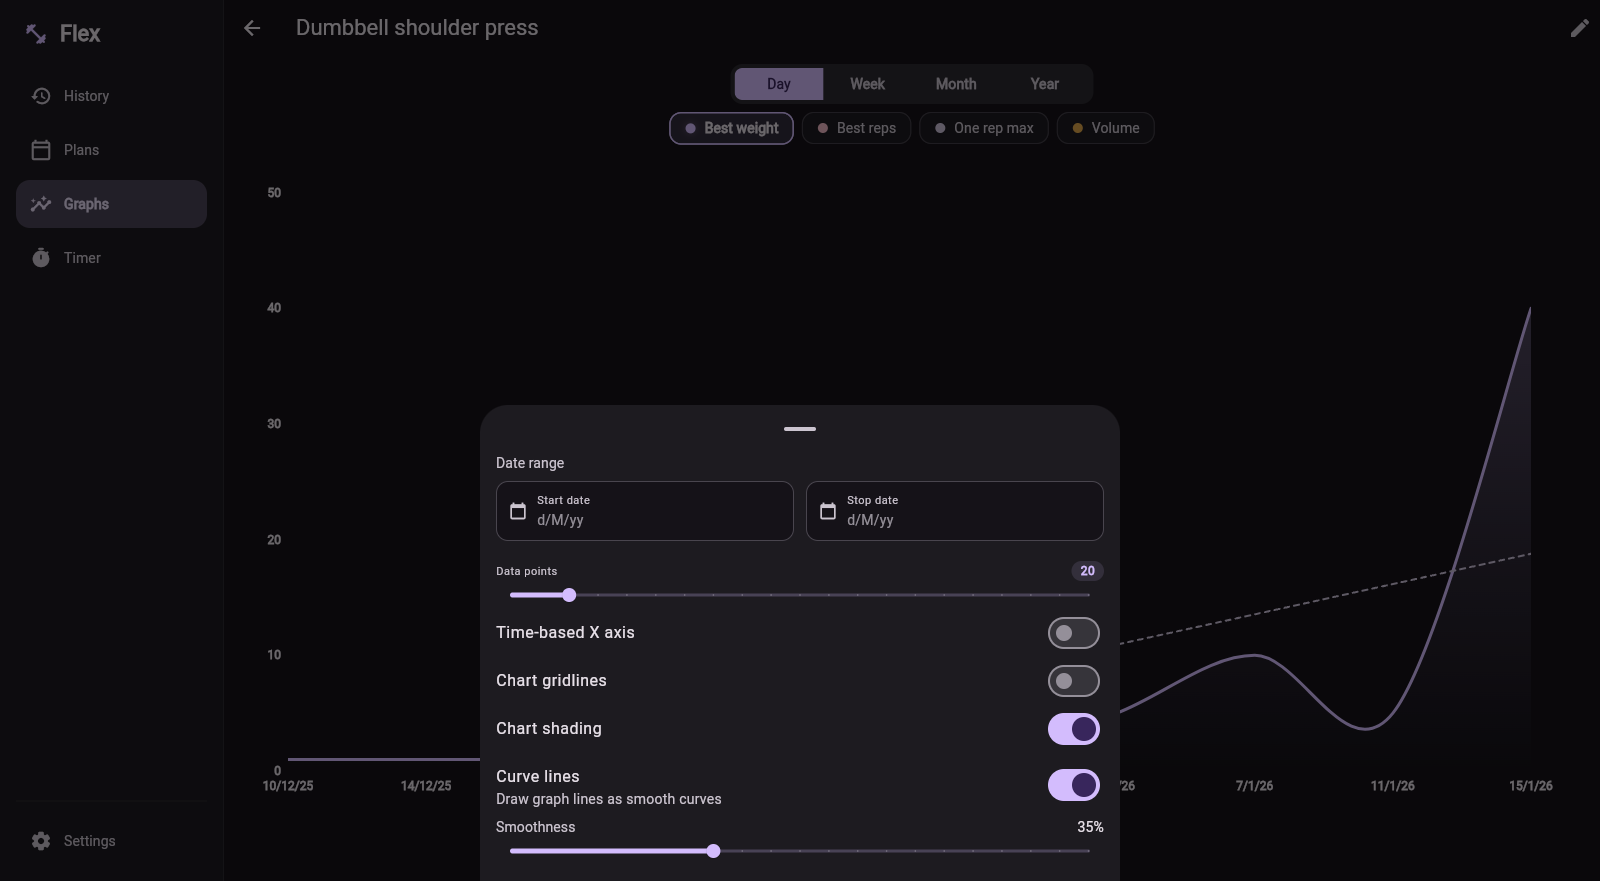 Flex
History
Plans
Graphs
Timer
Settings
Dumbbell shoulder press
Day Week Month Year
Best weight Best reps One rep max Volume
50
40
30
20
10
0
10/12/25 14/12/25 /26 7/1/26 11/1/26 15/1/26
Date range
Start date
d/M/yy
Stop date
d/M/yy
Data points 20
Time-based X axis
Chart gridlines
Chart shading
Curve lines
Draw graph lines as smooth curves
Smoothness 35%